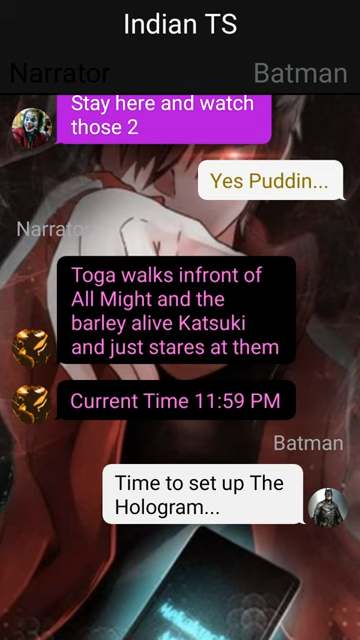 Indian TS
Narrator
Batman
Stay here and watch
those 2
Yes Puddin...
Narrator
Toga walks infront of
All Might and the
barley alive Katsuki
and just stares at them
Current Time 11:59 PM
Batman
Time to set up The
Hologram...